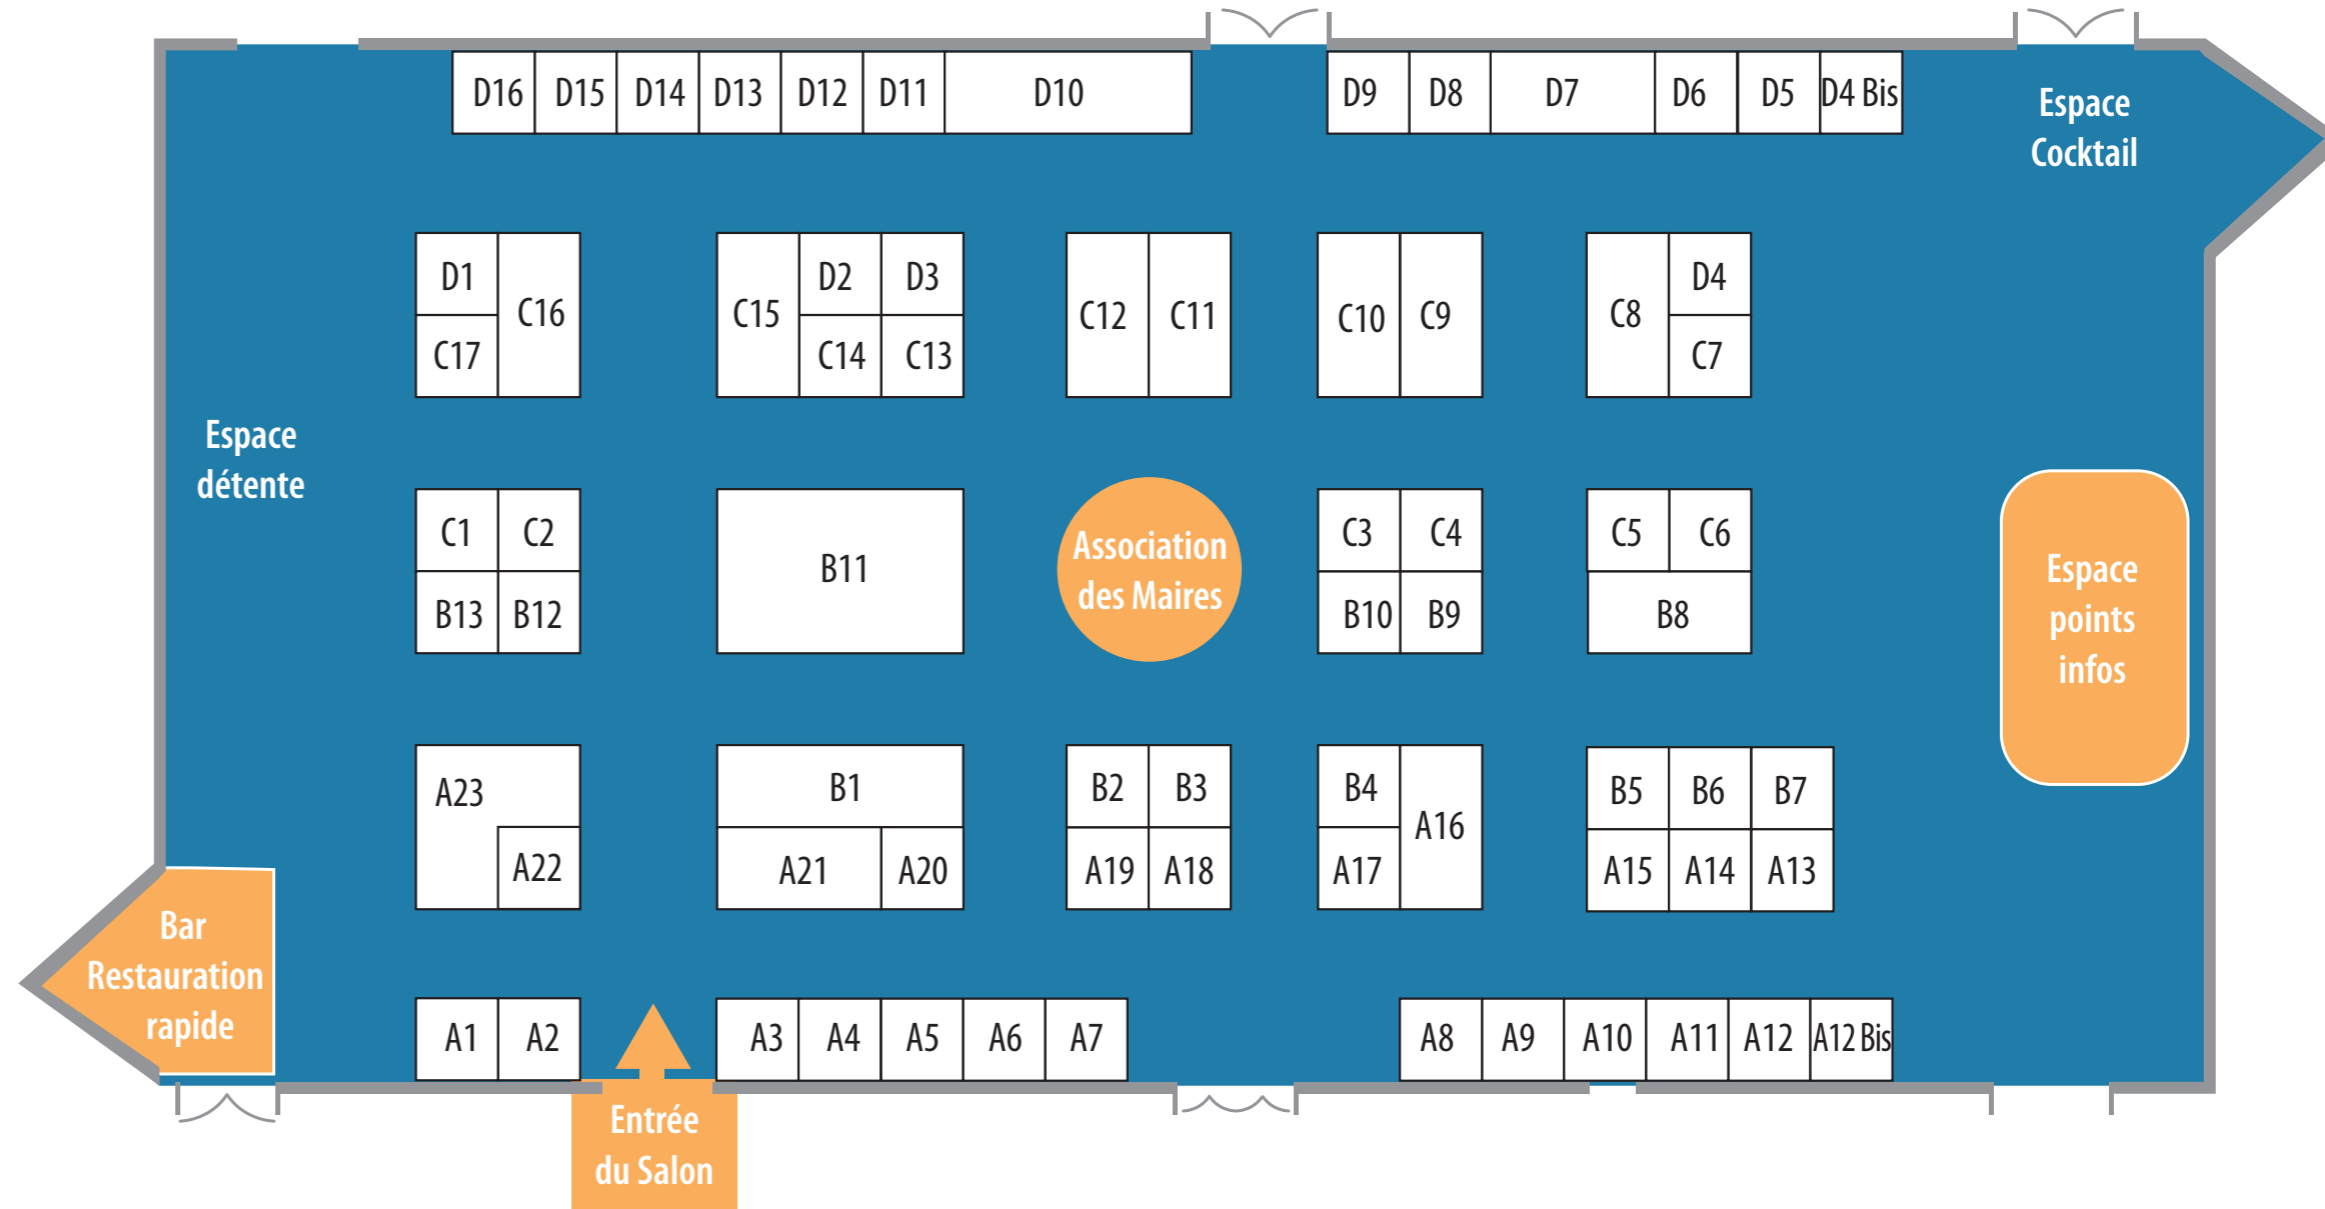 D16 D15 D14 D13 D12 D11 D10 D9 D8 D7 D6 D5 D4 Bis
Espace
Cocktail
D1 C16 C15 D2 D3 C12 C11 C10 C9 C8 D4
C17 C14 C13 C7
Espace
détente
C1 C2 B11 C3 C4 C5 C6
B13 B12 B10 B9 B8
Association
des Maires
Espace
points
infos
A23 B1 B2 B3 B4 A16 B5 B6 B7
A22 A21 A20 A19 A18 A17 A15 A14 A13
Bar
Restauration
rapide
A1 A2 A3 A4 A5 A6 A7 A8 A9 A10 A11 A12 A12 Bis
Entrée
du Salon